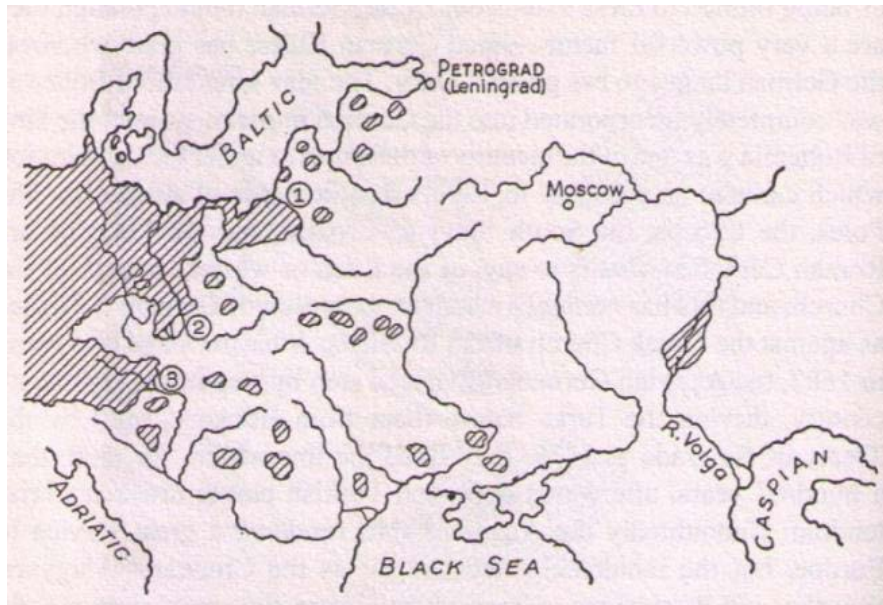 PETROGRAD
(Leningrad)
BALTIC
1
Moscow
2
3
R. Volga
CASPIAN
ADRIATIC
BLACK SEA